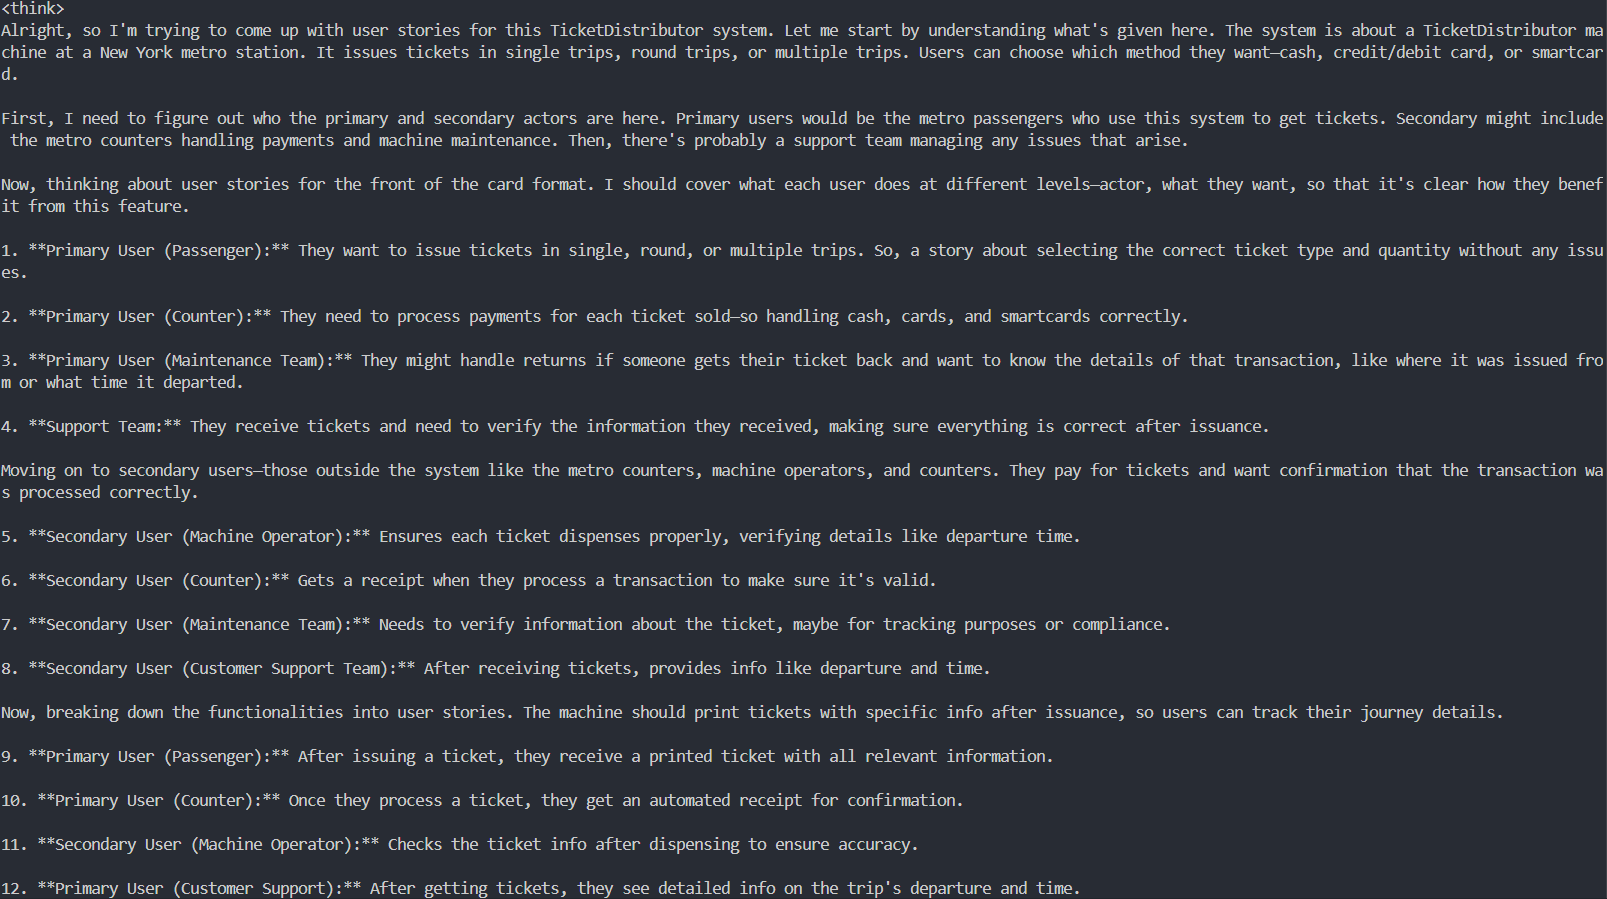 <think>
Alright, so I'm trying to come up with user stories for this TicketDistributor system. Let me start by understanding what's given here. The system is about a TicketDistributor ma
chine at a New York metro station. It issues tickets in single trips, round trips, or multiple trips. Users can choose which method they want—cash, credit/debit card, or smartcar
d.
First, I need to figure out who the primary and secondary actors are here. Primary users would be the metro passengers who use this system to get tickets. Secondary might include
the metro counters handling payments and machine maintenance. Then, there's probably a support team managing any issues that arise.
Now, thinking about user stories for the front of the card format. I should cover what each user does at different levels—actor, what they want, so that it's clear how they benef
it from this feature.
1. **Primary User (Passenger):** They want to issue tickets in single, round, or multiple trips. So, a story about selecting the correct ticket type and quantity without any issu
es.
2. **Primary User (Counter):** They need to process payments for each ticket sold—so handling cash, cards, and smartcards correctly.
3. **Primary User (Maintenance Team):** They might handle returns if someone gets their ticket back and want to know the details of that transaction, like where it was issued fro
m or what time it departed.
4. **Support Team:** They receive tickets and need to verify the information they received, making sure everything is correct after issuance.
Moving on to secondary users—those outside the system like the metro counters, machine operators, and counters. They pay for tickets and want confirmation that the transaction wa
s processed correctly.
5. **Secondary User (Machine Operator):** Ensures each ticket dispenses properly, verifying details like departure time.
6. **Secondary User (Counter):** Gets a receipt when they process a transaction to make sure it's valid.
7. **Secondary User (Maintenance Team):** Needs to verify information about the ticket, maybe for tracking purposes or compliance.
8. **Secondary User (Customer Support Team):** After receiving tickets, provides info like departure and time.
Now, breaking down the functionalities into user stories. The machine should print tickets with specific info after issuance, so users can track their journey details.
9. **Primary User (Passenger):** After issuing a ticket, they receive a printed ticket with all relevant information.
10. **Primary User (Counter):** Once they process a ticket, they get an automated receipt for confirmation.
11. **Secondary User (Machine Operator):** Checks the ticket info after dispensing to ensure accuracy.
12. **Primary User (Customer Support):** After getting tickets, they see detailed info on the trip's departure and time.